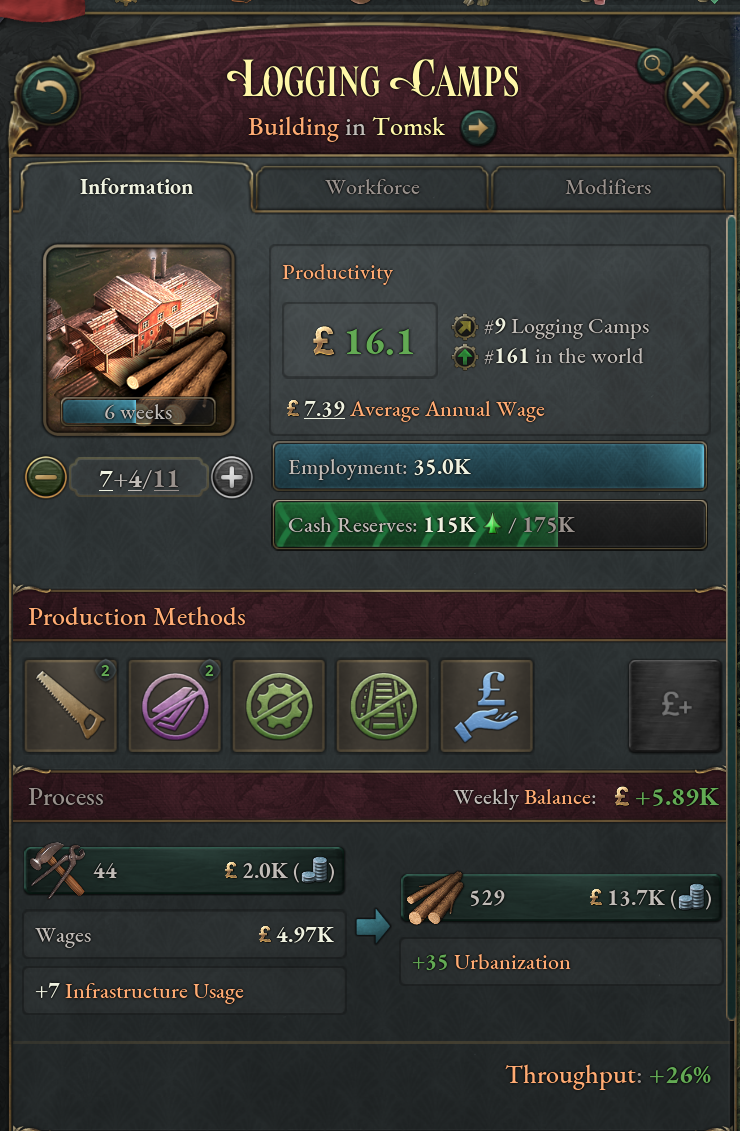 Logging Camps
Building in Tomsk
Information
Workforce
Modifiers
Productivity
£ 16.1
#9 Logging Camps
#161 in the world
£ 7.39 Average Annual Wage
6 weeks
7+4/11
Employment: 35.0K
Cash Reserves: 115K / 175K
Production Methods
2
2
£
£+
Process
Weekly Balance: £ +5.89K
44 £ 2.0K ( )
Wages £ 4.97K
+7 Infrastructure Usage
529 £ 13.7K ( )
+35 Urbanization
Throughput: +26%